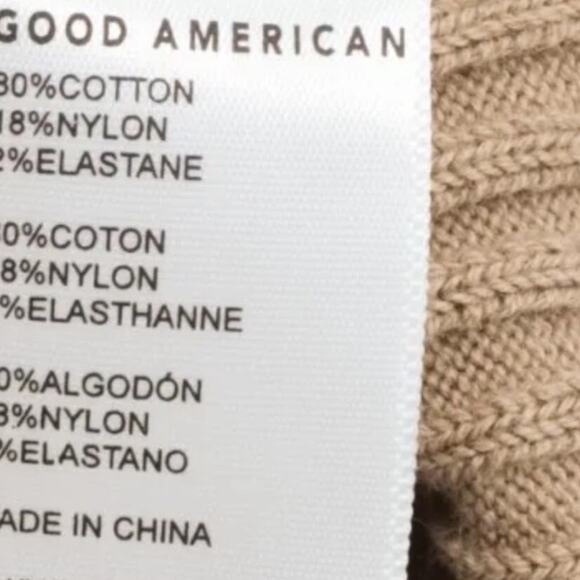 GOOD AMERICAN
80%COTTON
18%NYLON
2%ELASTANE
0%COTON
8%NYLON
%ELASTHANNE
0%ALGODÓN
8%NYLON
%ELASTANO
ADE IN CHINA